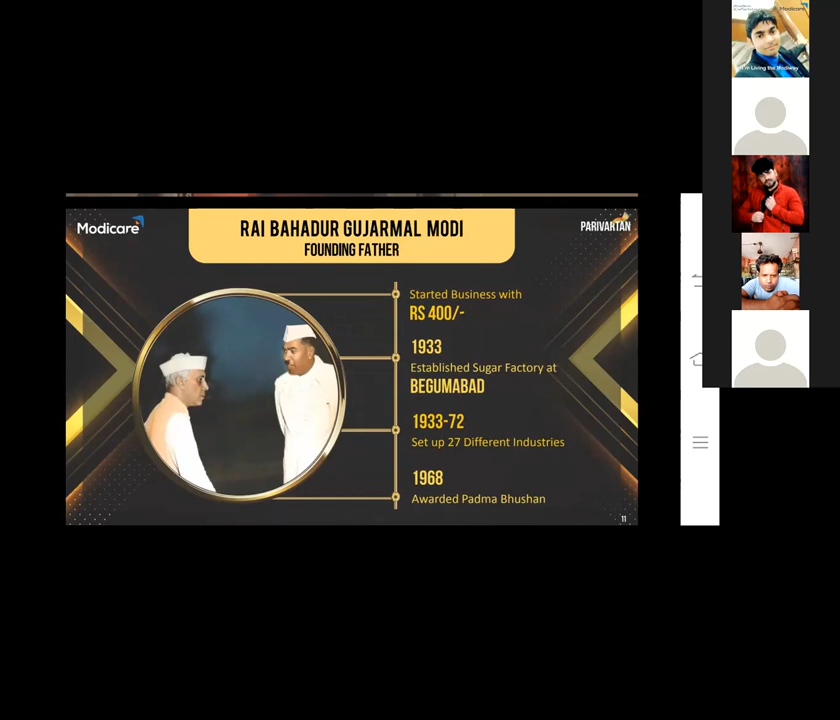 Modicare
RAI BAHADUR GUJARMAL MODI
FOUNDING FATHER
PARIVARTAN
Started Business with
RS 400/-
1933
Established Sugar Factory at
BEGUMABAD
1933-72
Set up 27 Different Industries
1968
Awarded Padma Bhushan
11
Modicare
I'm Living the Modiway